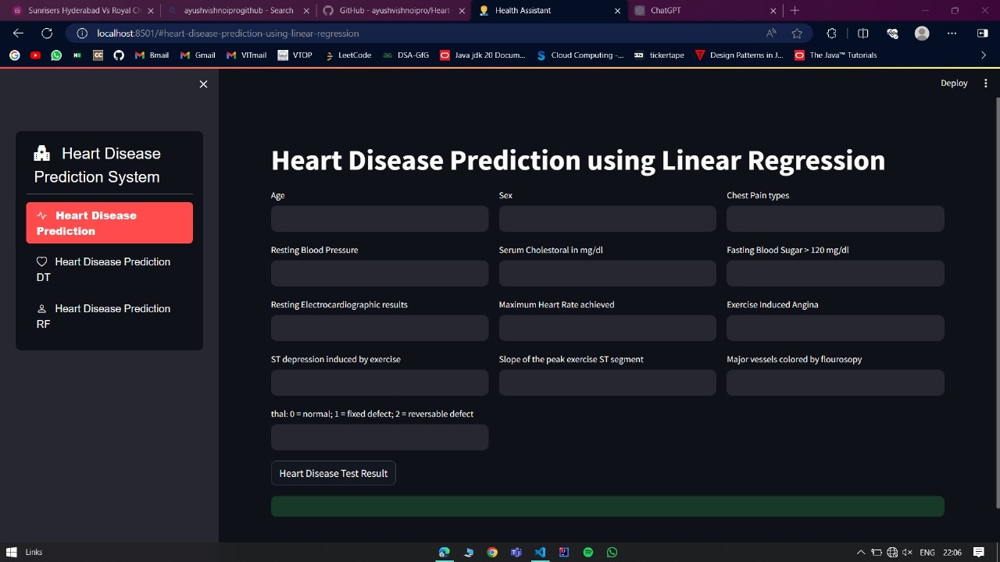 Sunrisers Hyderabad Vs Royal Ch
ayushvishnoiprogithub - Search
GitHub - ayushvishnoipro/Heart-
Health Assistant
ChatGPT
localhost:8501/#heart-disease-prediction-using-linear-regression
Bmail
Gmail
VITmail
VTOP
LeetCode
DSA-GfG
Java jdk 20 Docum...
Cloud Computing -...
tickertape
Design Patterns in J...
The Java™ Tutorials
Deploy
Heart Disease
Prediction System
Heart Disease
Prediction
Heart Disease Prediction
DT
Heart Disease Prediction
RF
Heart Disease Prediction using Linear Regression
Age
Sex
Chest Pain types
Resting Blood Pressure
Serum Cholestoral in mg/dl
Fasting Blood Sugar > 120 mg/dl
Resting Electrocardiographic results
Maximum Heart Rate achieved
Exercise Induced Angina
ST depression induced by exercise
Slope of the peak exercise ST segment
Major vessels colored by flourosopy
thal: 0 = normal; 1 = fixed defect; 2 = reversable defect
Heart Disease Test Result
Links
ENG
22:06